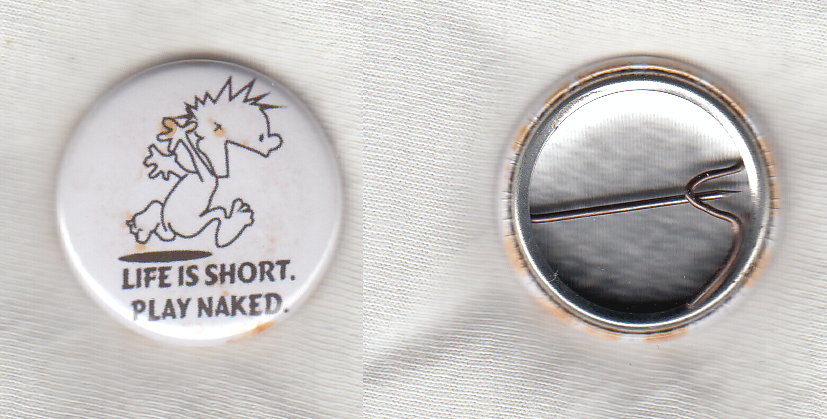 LIFE IS SHORT.
PLAY NAKED.